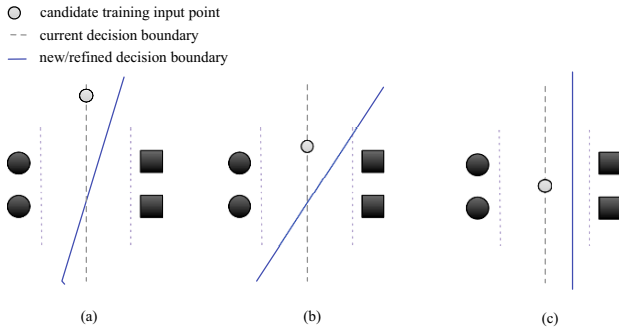 candidate training input point
current decision boundary
new/refined decision boundary
(a)
(b)
(c)